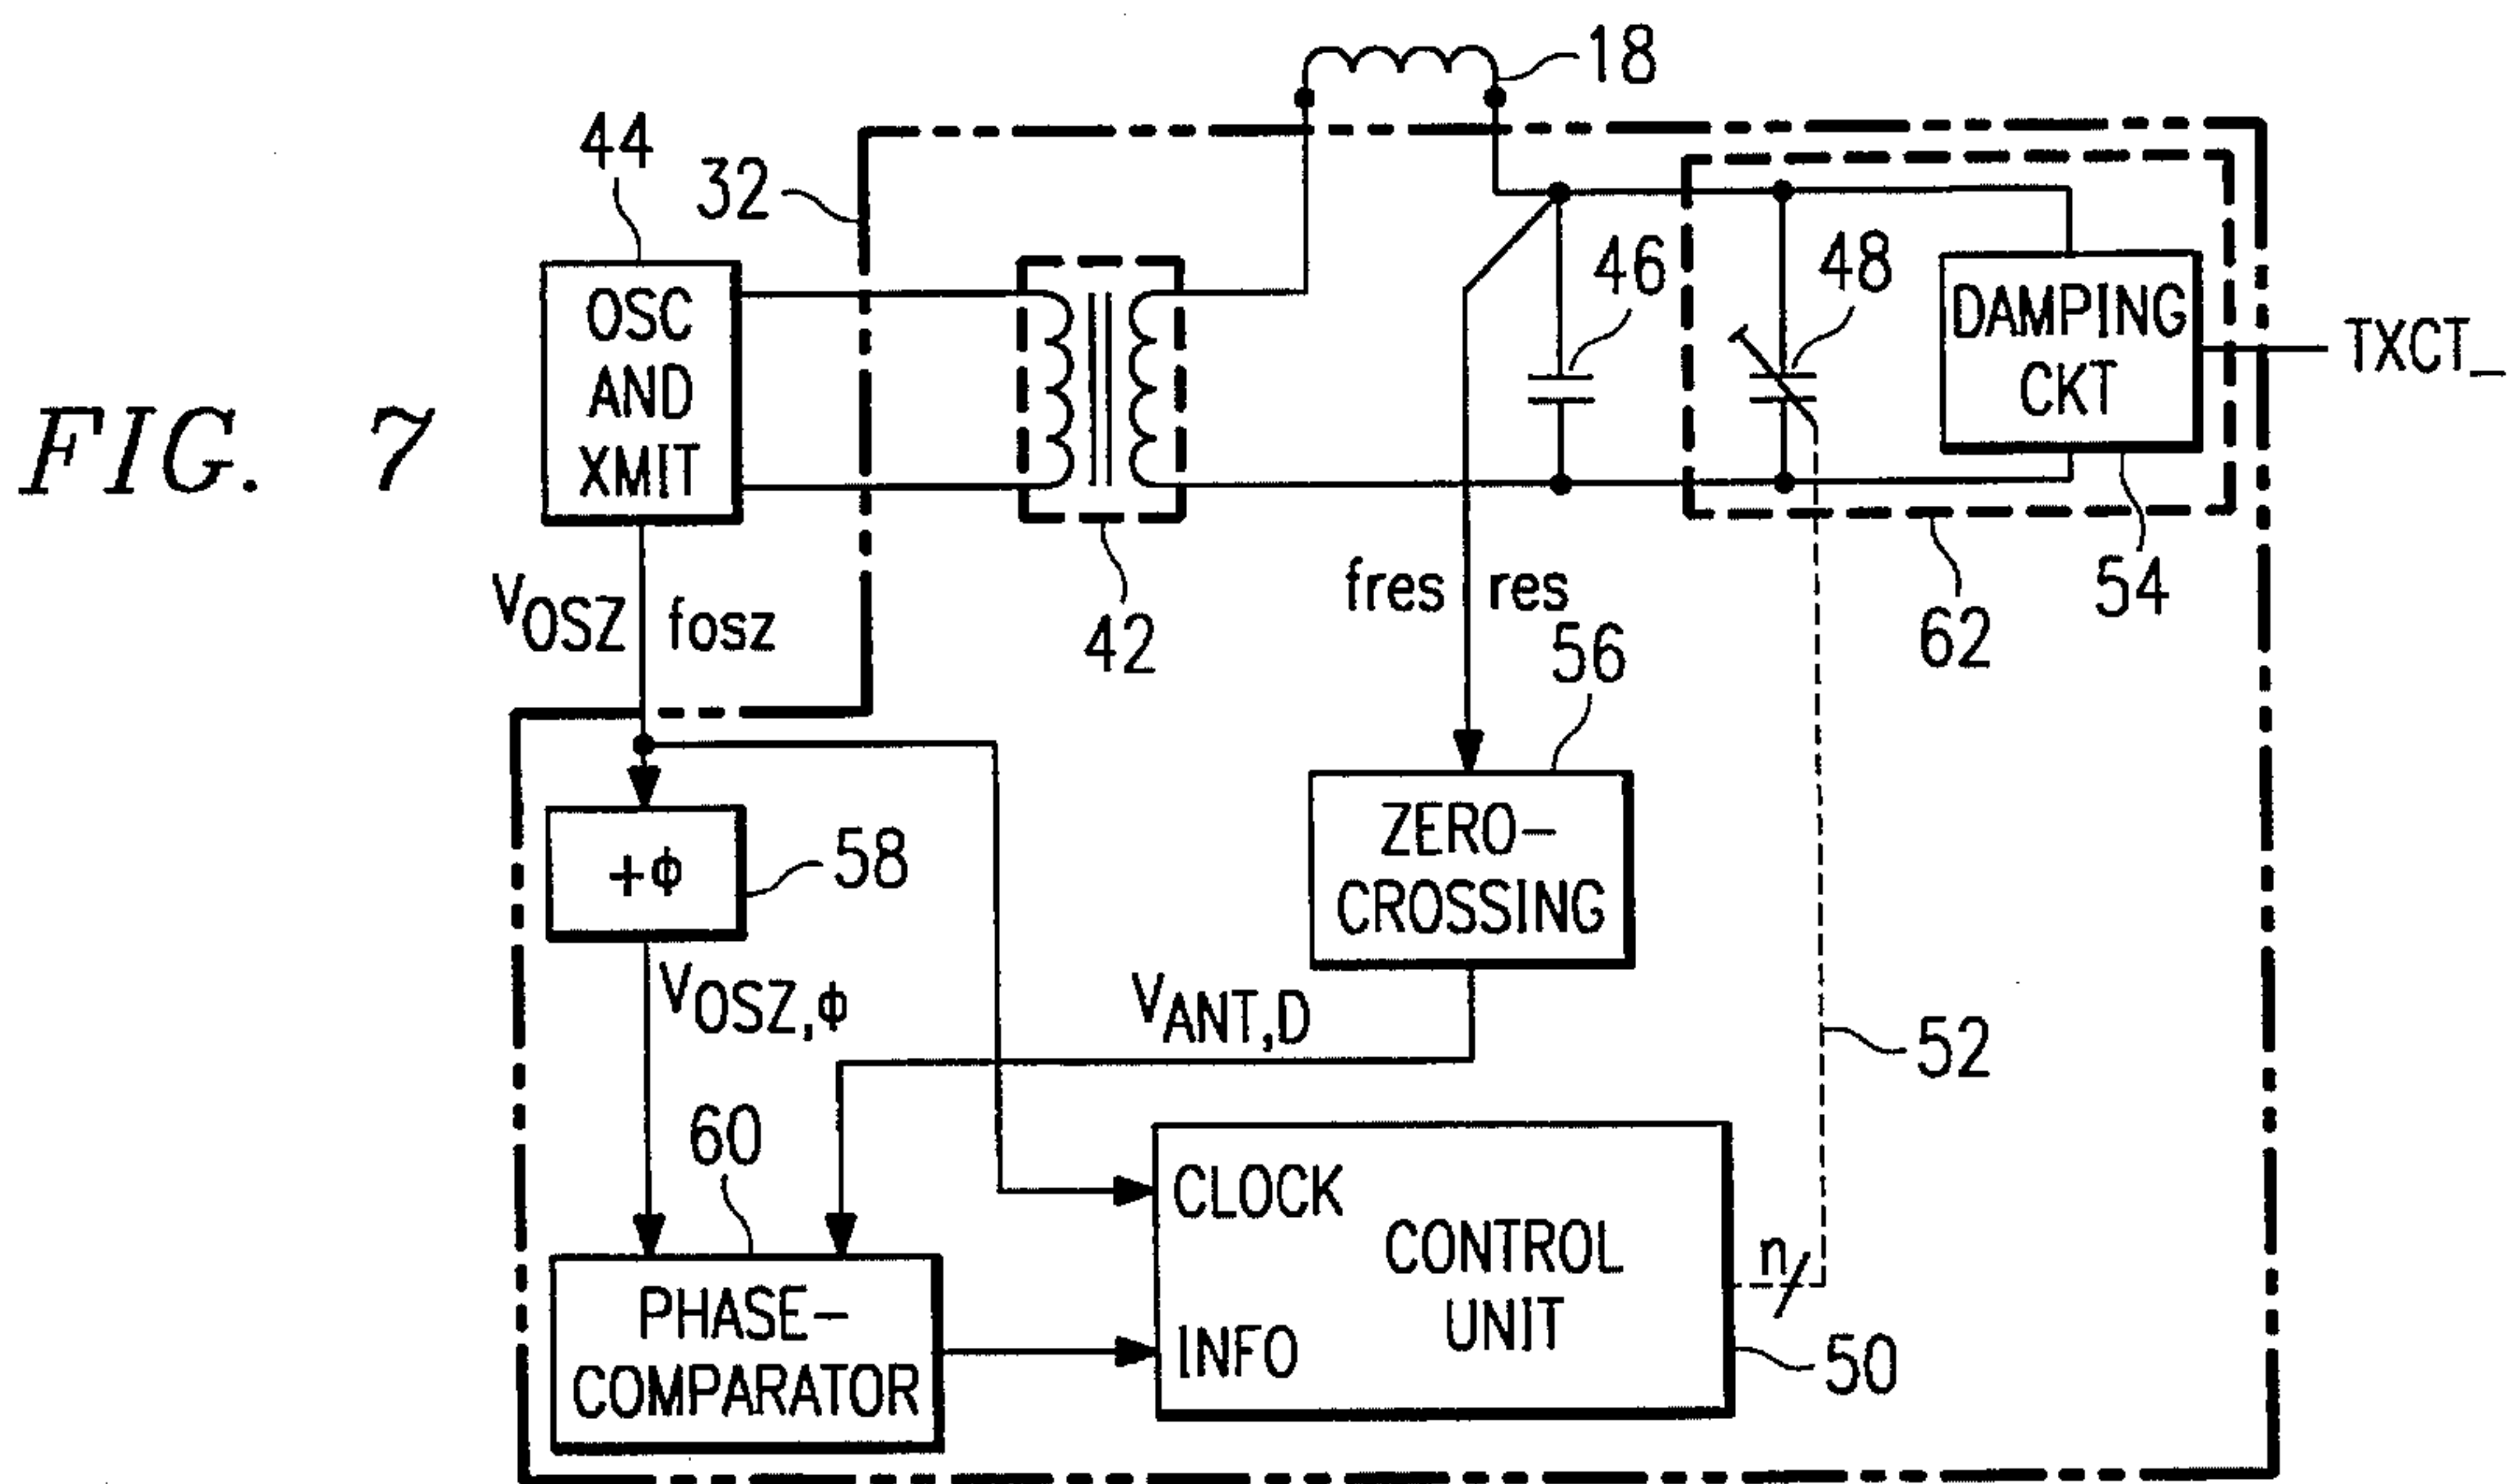 FIG. 7
18
44
32
OSC
AND
XMIT
46
48
DAMPING
CKT
TXCT_
VOSZ fosz
42
fres res
62
54
56
+ϕ
58
ZERO-
CROSSING
VOSZ,ϕ
VANT,D
52
60
CLOCK
CONTROL
UNIT
n
PHASE-
COMPARATOR
INFO
50